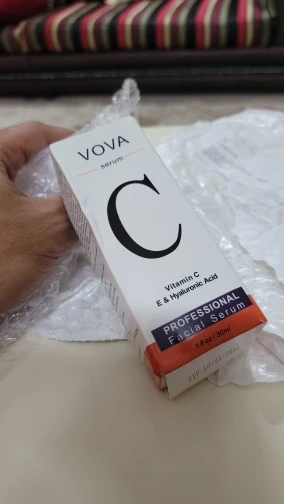 VOVA
serum
C
Vitamin C
E & Hyaluronic Acid
PROFESSIONAL
Facial Serum
1 fl oz / 30ml